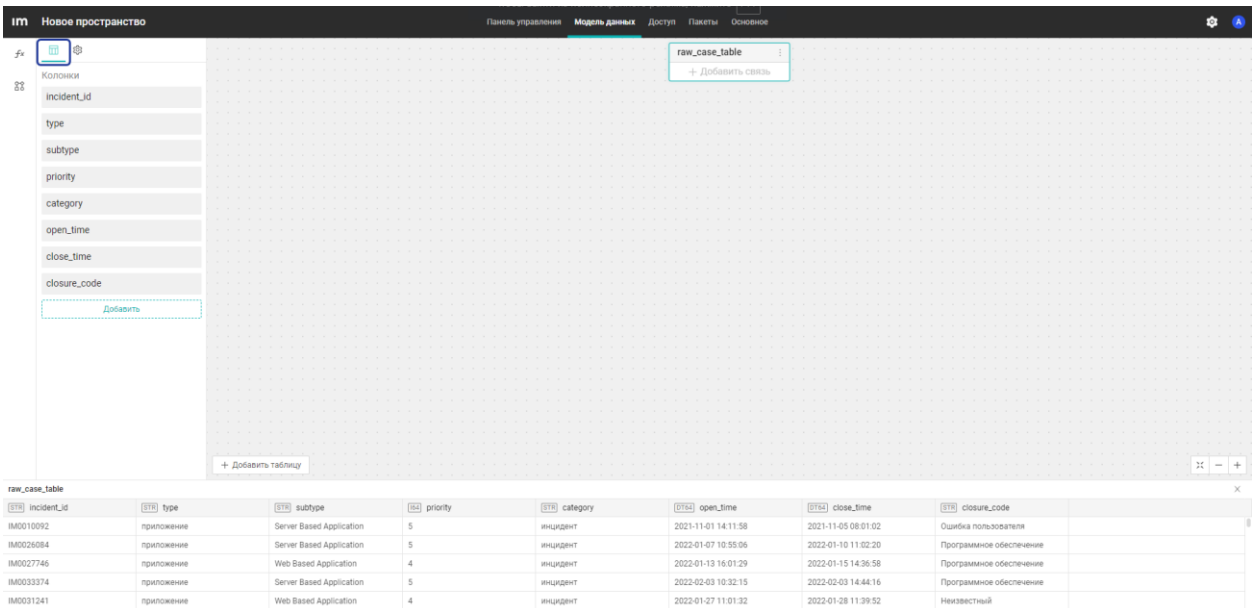 im Новое пространство Панель управления Модель данных Доступ Пакеты Основное A
fx
Колонки
incident_id
type
subtype
priority
category
open_time
close_time
closure_code
Добавить
raw_case_table
+ Добавить связь
+ Добавить таблицу
raw_case_table
STR incident_id STR type STR subtype I64 priority STR category DT64 open_time DT64 close_time STR closure_code
IM0010092 приложение Server Based Application 5 инцидент 2021-11-01 14:11:58 2021-11-05 08:01:02 Ошибка пользователя
IM0026084 приложение Server Based Application 5 инцидент 2022-01-07 10:55:06 2022-01-10 11:02:20 Программное обеспечение
IM0027746 приложение Web Based Application 4 инцидент 2022-01-13 16:01:29 2022-01-15 14:36:58 Программное обеспечение
IM0033374 приложение Server Based Application 5 инцидент 2022-02-03 10:32:15 2022-02-03 14:44:16 Программное обеспечение
IM0031241 приложение Web Based Application 4 инцидент 2022-01-27 11:01:32 2022-01-28 11:39:52 Неизвестный